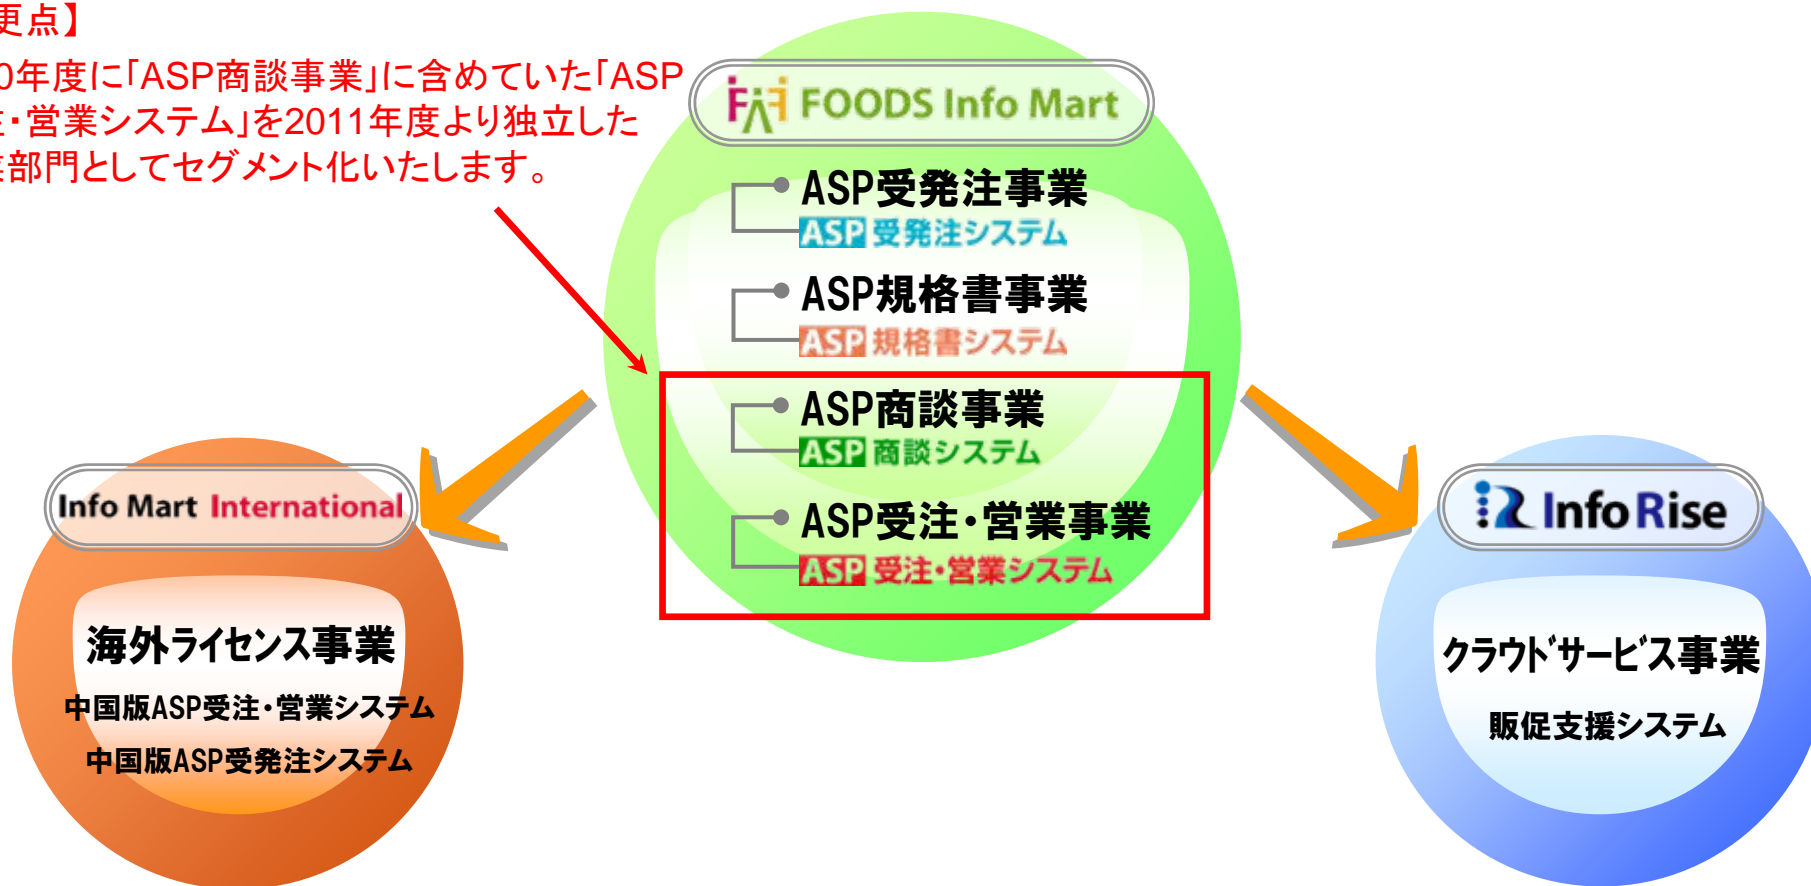 更点】
0年度に「ASP商談事業」に含めていた「ASP
・営業システム」を2011年度より独立した
部門としてセグメント化いたします。
FOODS Info Mart
ASP受発注事業
ASP 受発注システム
ASP規格書事業
ASP 規格書システム
ASP商談事業
ASP 商談システム
ASP受注・営業事業
ASP 受注・営業システム
Info Mart International
海外ライセンス事業
中国版ASP受注・営業システム
中国版ASP受発注システム
InfoRise
クラウドサービス事業
販促支援システム